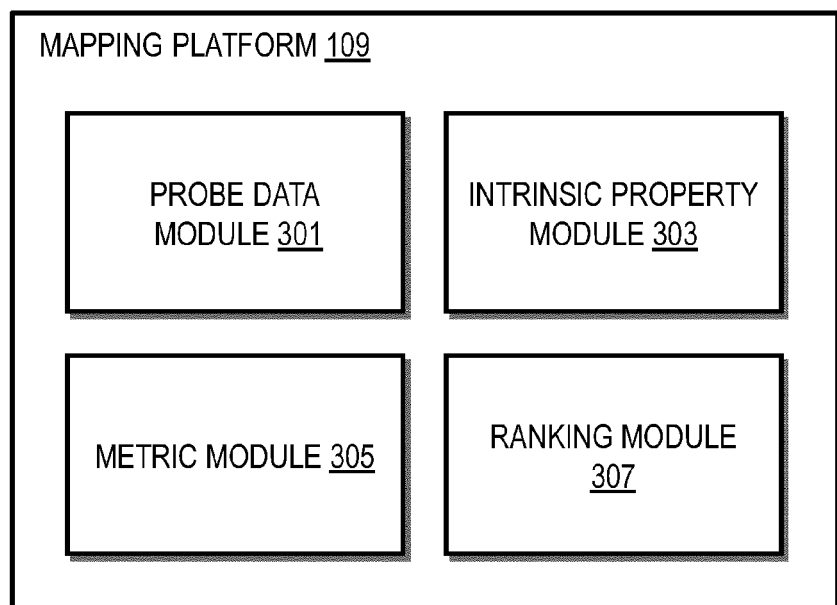 MAPPING PLATFORM 109
PROBE DATA
MODULE 301
INTRINSIC PROPERTY
MODULE 303
METRIC MODULE 305
RANKING MODULE
307